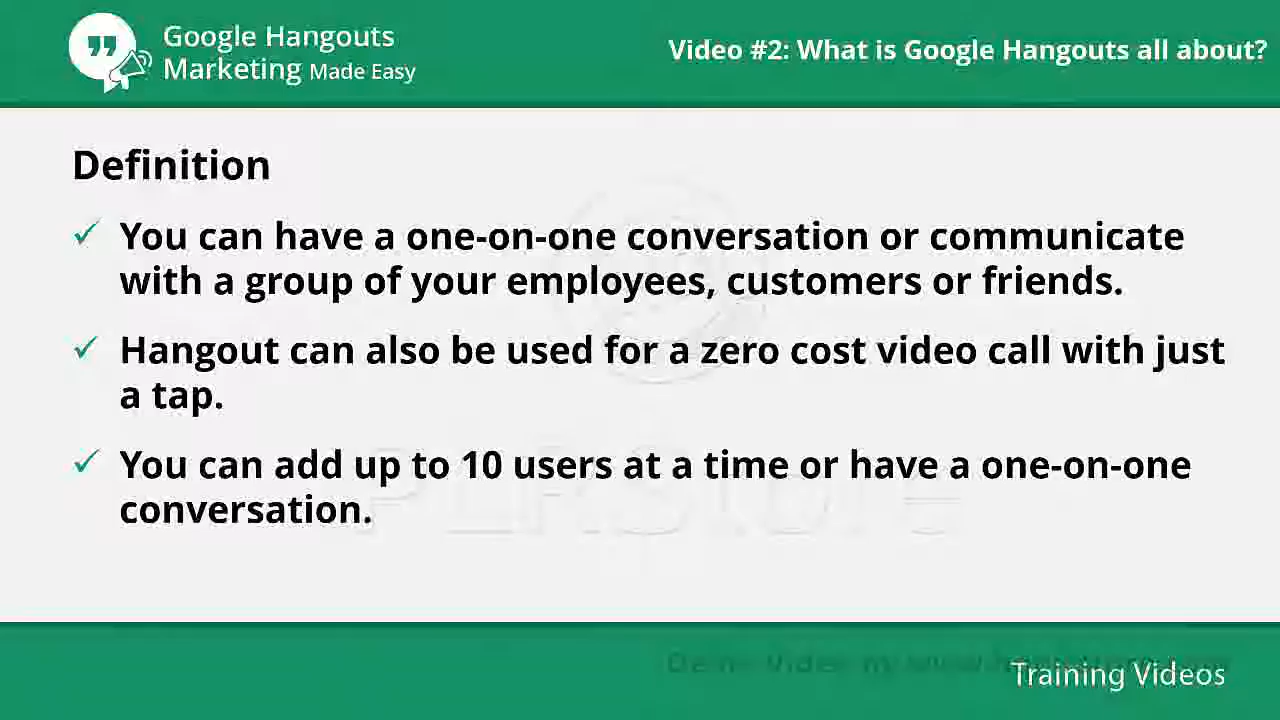 Google Hangouts
Marketing Made Easy
Video #2: What is Google Hangouts all about?
Definition
You can have a one-on-one conversation or communicate
with a group of your employees, customers or friends.
Hangout can also be used for a zero cost video call with just
a tap.
You can add up to 10 users at a time or have a one-on-one
conversation.
PLRStore
Training Videos